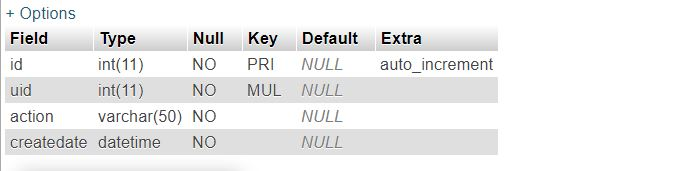 + Options
Field Type Null Key Default Extra
id int(11) NO PRI NULL auto_increment
uid int(11) NO MUL NULL
action varchar(50) NO NULL
createdate datetime NO NULL